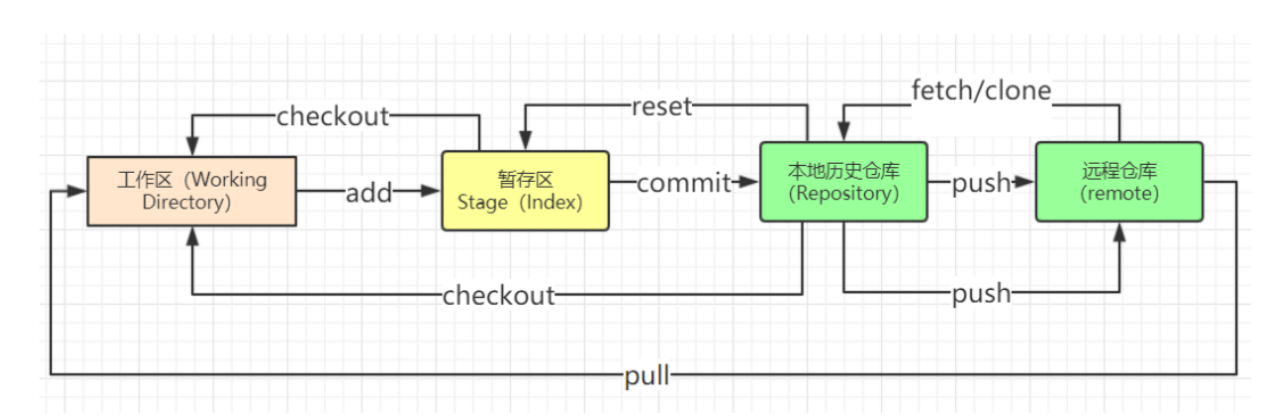 fetch/clone
reset
checkout
工作区（Working
Directory）
add
暂存区
Stage（Index）
commit
本地历史仓库
(Repository)
push
远程仓库
(remote)
checkout
push
pull